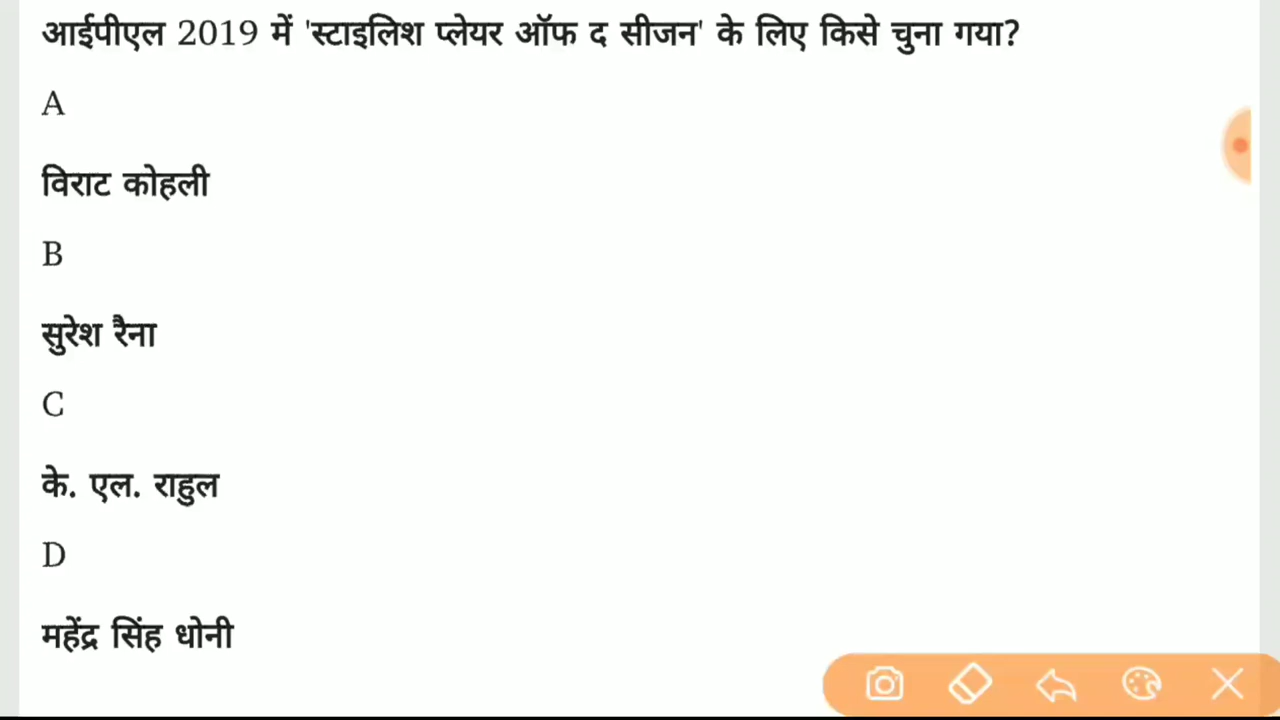 आईपीएल 2019 में 'स्टाइलिश प्लेयर ऑफ द सीजन' के लिए किसे चुना गया?
A
विराट कोहली
B
सुरेश रैना
C
के. एल. राहुल
D
महेंद्र सिंह धोनी